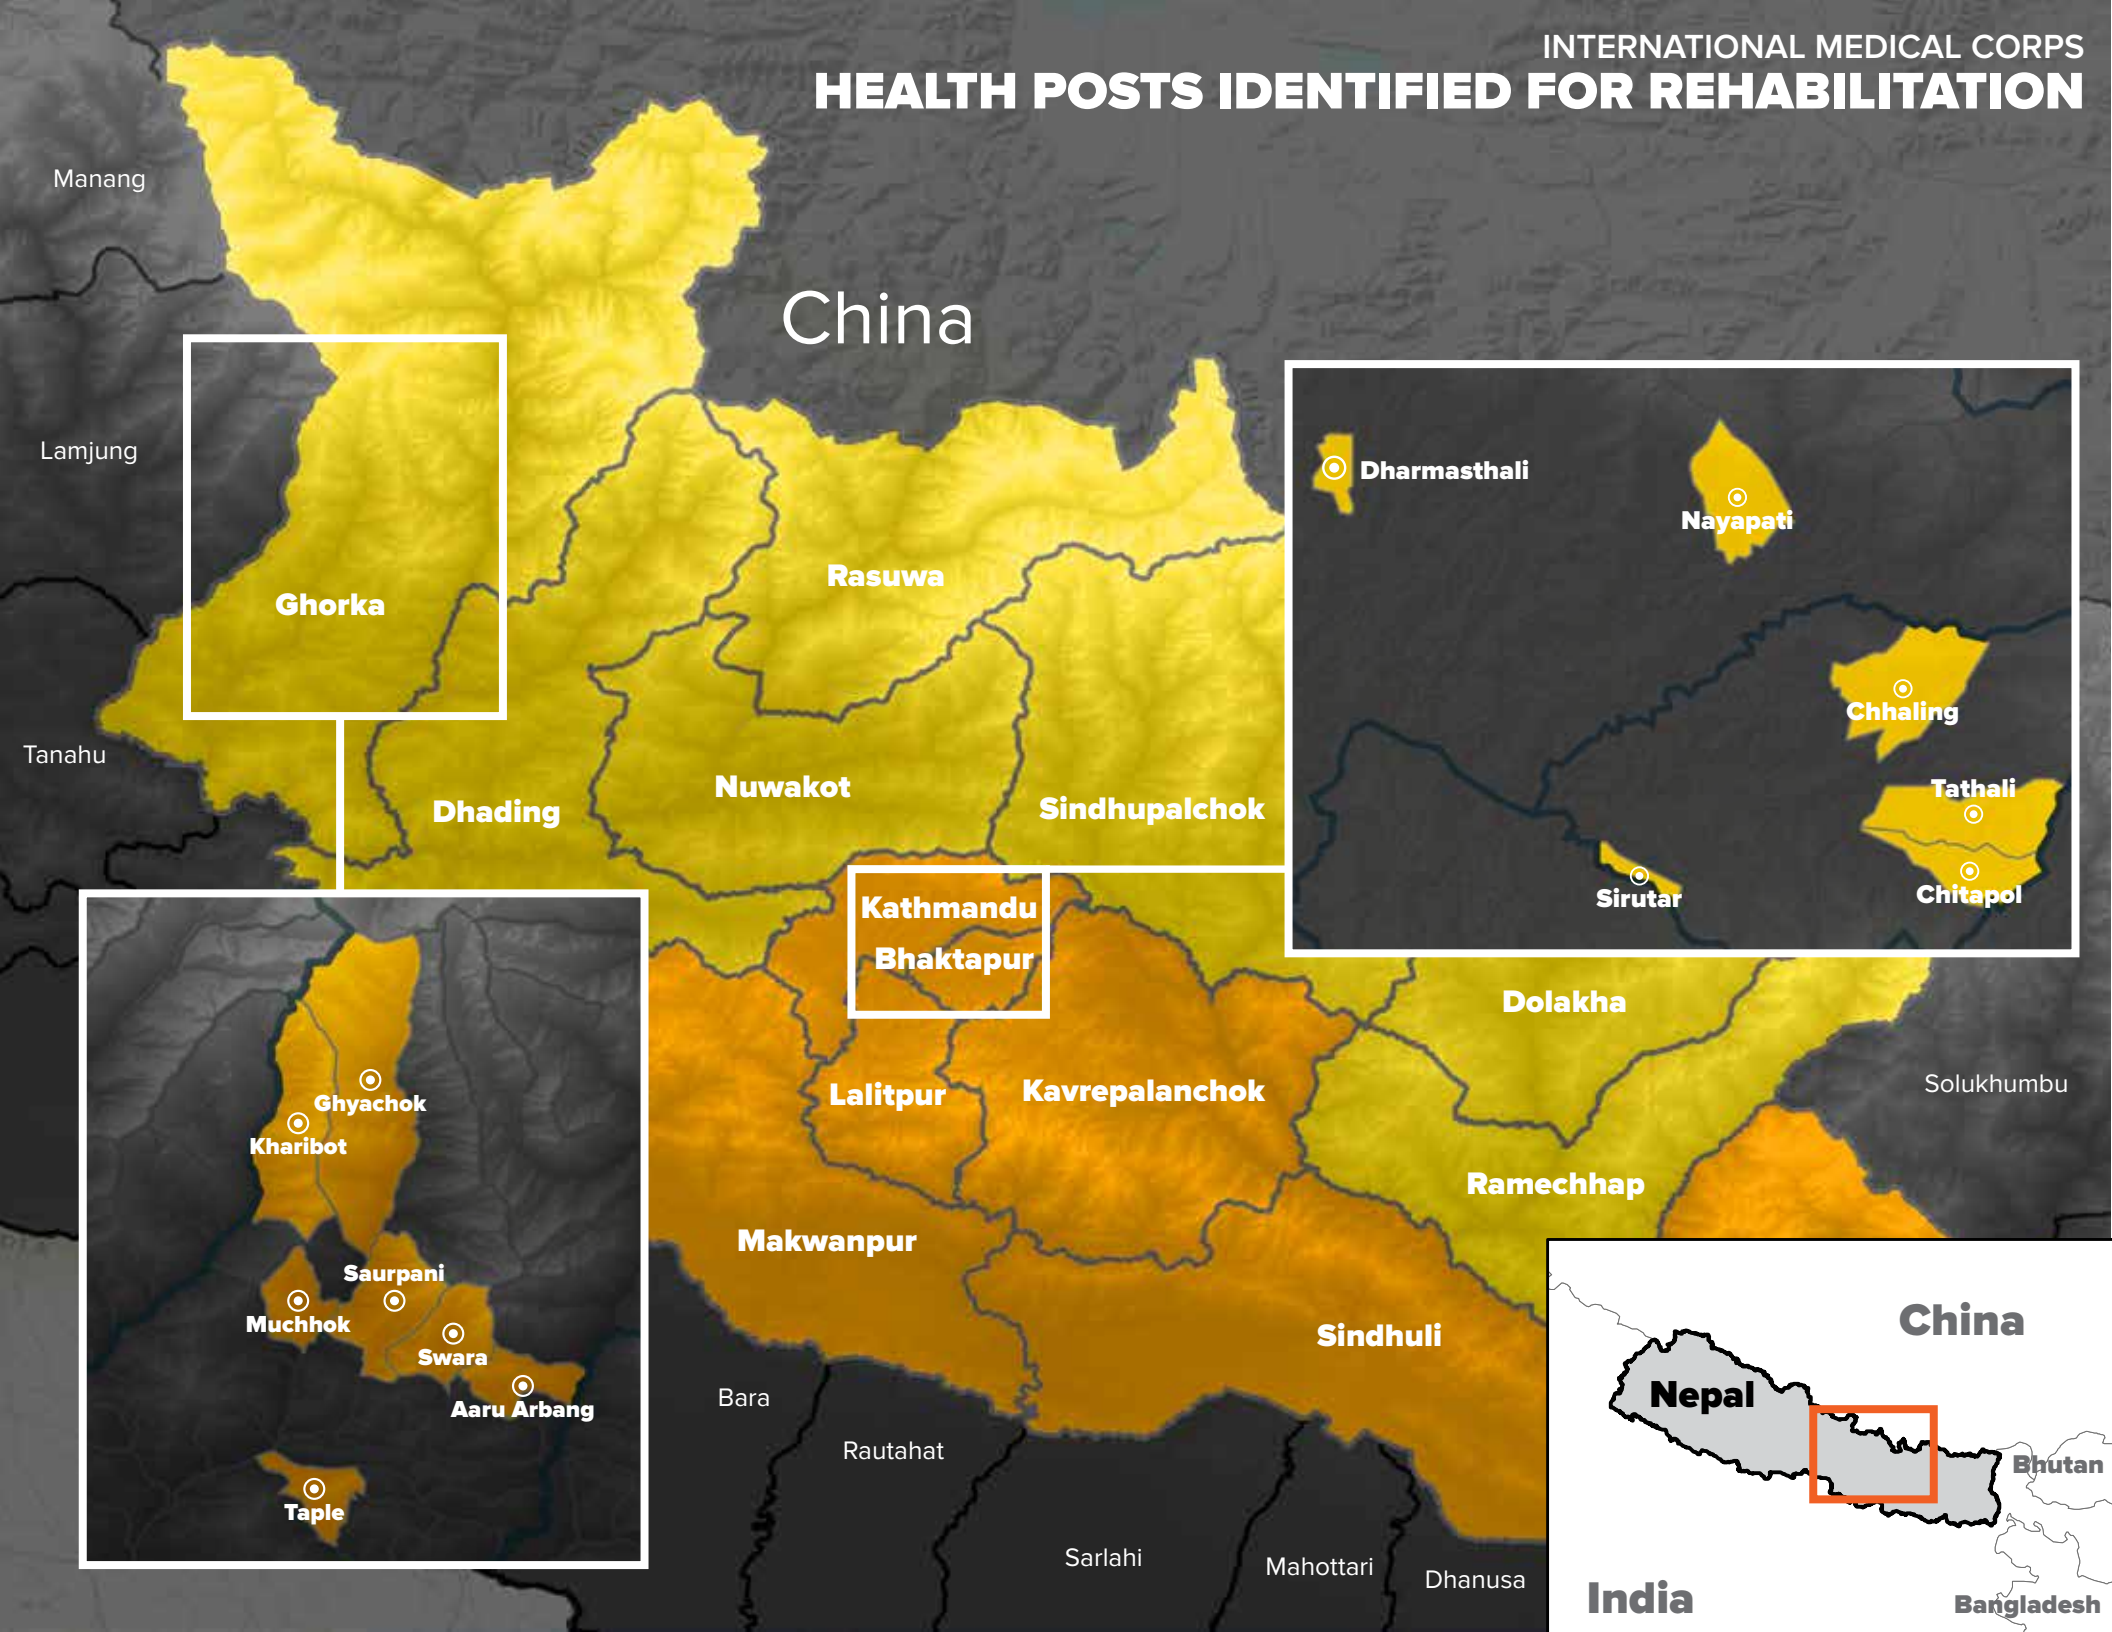 INTERNATIONAL MEDICAL CORPS
HEALTH POSTS IDENTIFIED FOR REHABILITATION
Manang
China
Lamjung
Dharmasthali
Nayapati
Rasuwa
Ghorka
Chhaling
Tanahu
Nuwakot
Tathali
Dhading
Sindhupalchok
Sirutar
Chitapol
Kathmandu
Bhaktapur
Dolakha
Solukhumbu
Ghyachok
Kharibot
Lalitpur
Kavrepalanchok
Ramechhap
Makwanpur
Saurpani
Muchhok
Swara
Aaru Arbang
Taple
Sindhuli
Bara
Rautahat
Sarlahi
Mahottari
Dhanusa
China
Nepal
Bhutan
India
Bangladesh